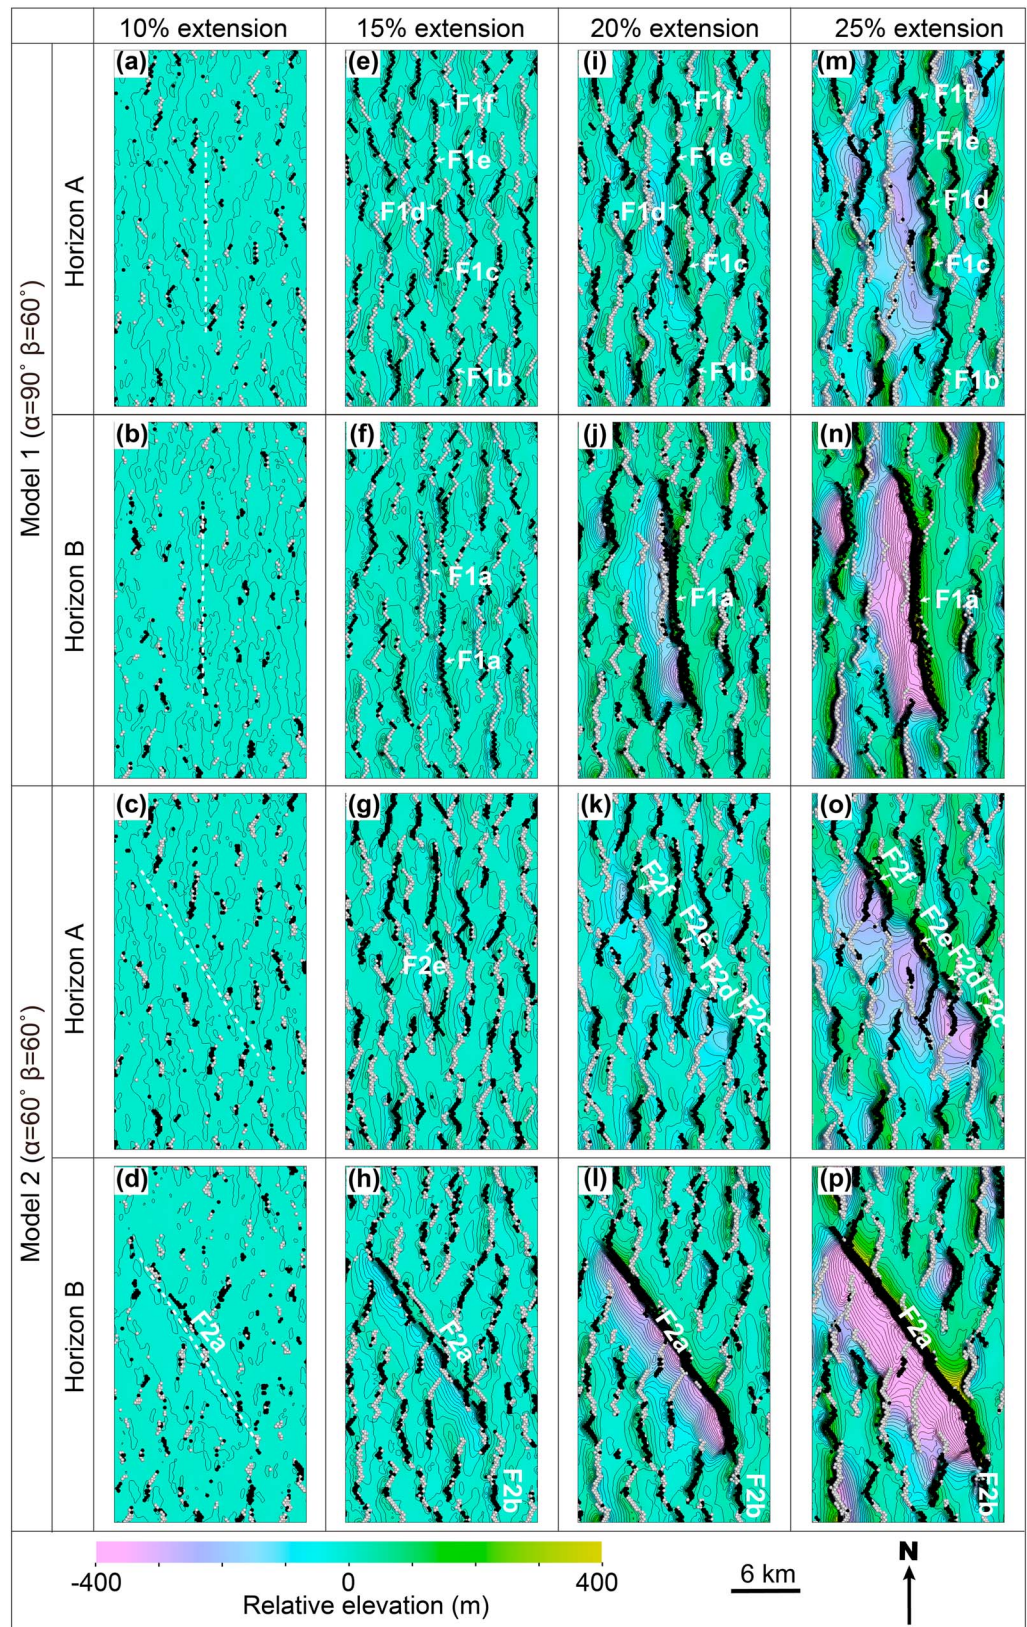 10% extension
15% extension
20% extension
25% extension
Model 1 (α=90° β=60°)
Horizon A
(a)
(e)
F1f
F1e
F1d
F1c
F1b
(i)
F1f
F1e
F1d
F1c
F1b
(m)
F1f
F1e
F1d
F1c
F1b
Horizon B
(b)
(f)
F1a
F1a
(j)
F1a
(n)
F1a
Model 2 (α=60° β=60°)
Horizon A
(c)
(g)
F2e
(k)
F2f
F2e
F2d
F2c
(o)
F2f
F2e
F2d
F2c
Horizon B
(d)
F2a
(h)
F2a
F2b
(l)
F2a
F2b
(p)
F2a
F2b
-400
0
400
Relative elevation (m)
6 km
N